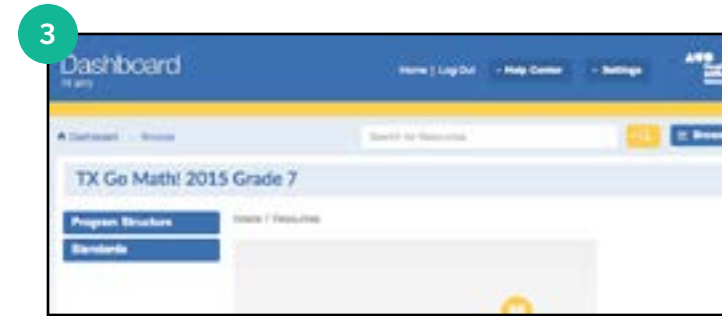 3
Dashboard
Home | Log Out Help Center Settings
Dashboard Browse Search for Resources Browse
TX Go Math! 2015 Grade 7
Program Structure
Home / Resources
Standards